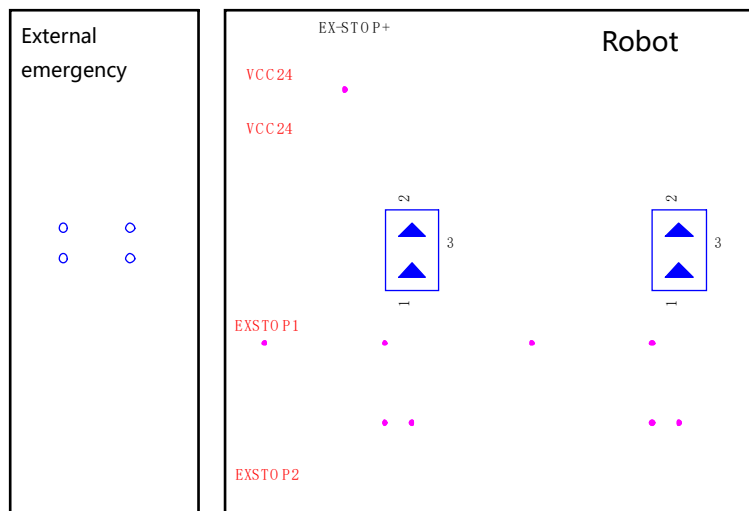 External
emergency
EX-STOP+
Robot
VCC24
VCC24
2
2
3
3
1
1
EXSTOP1
EXSTOP2